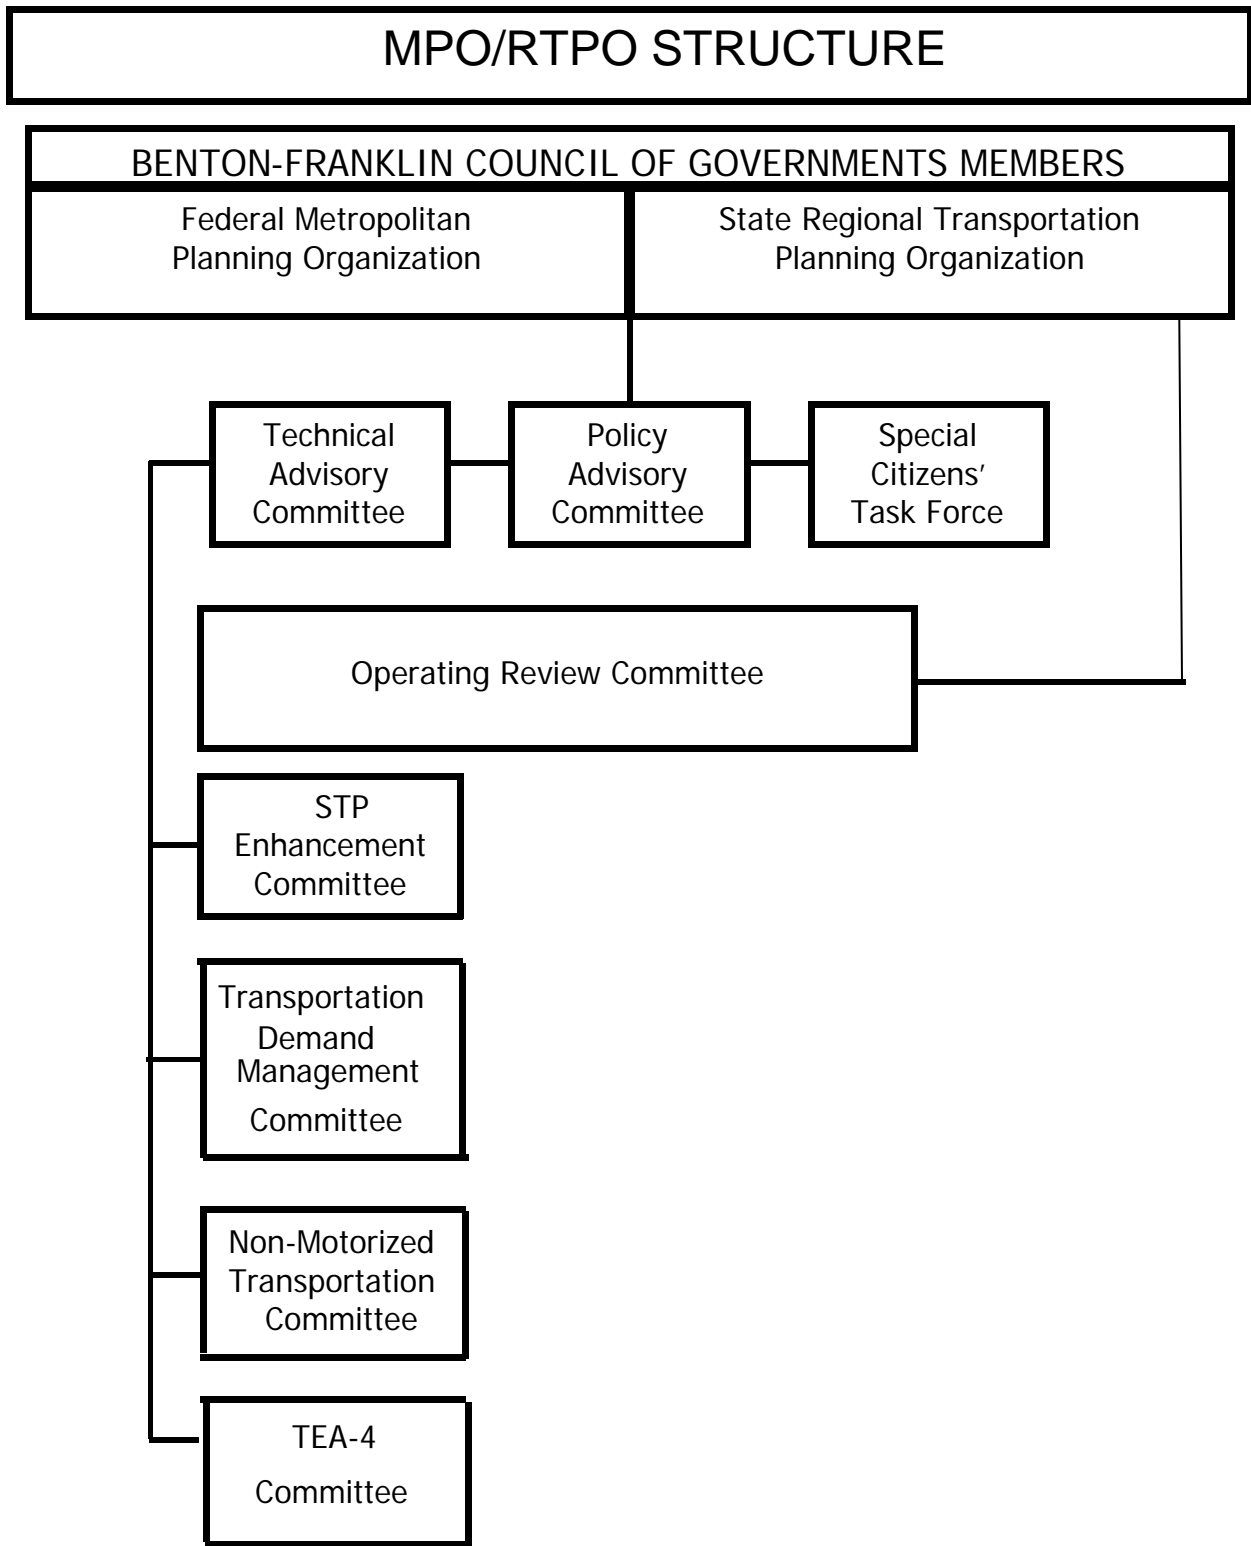 MPO/RTPO STRUCTURE
BENTON-FRANKLIN COUNCIL OF GOVERNMENTS MEMBERS
Federal Metropolitan
Planning Organization
State Regional Transportation
Planning Organization
Technical
Advisory
Committee
Policy
Advisory
Committee
Special
Citizens’
Task Force
Operating Review Committee
STP
Enhancement
Committee
Transportation
Demand
Management
Committee
Non-Motorized
Transportation
Committee
TEA-4
Committee